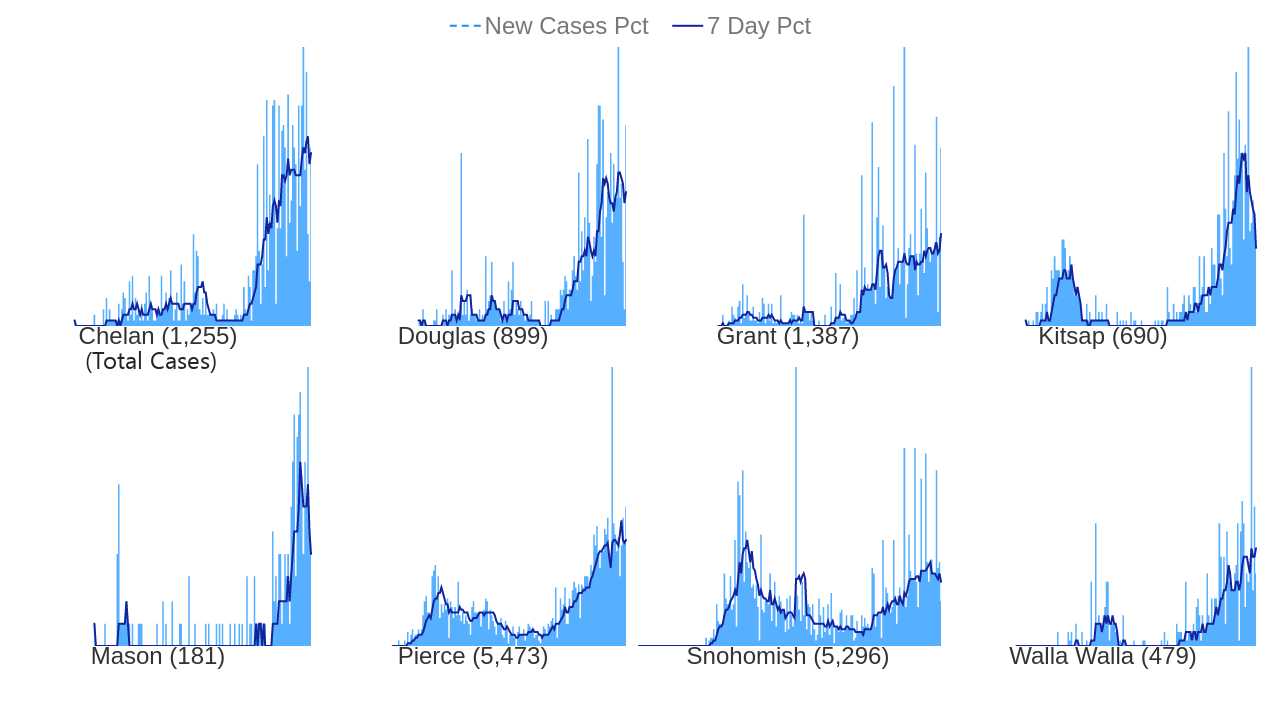 New Cases Pct 7 Day Pct
Chelan (1,255)
(Total Cases)
Douglas (899)
Grant (1,387)
Kitsap (690)
Mason (181)
Pierce (5,473)
Snohomish (5,296)
Walla Walla (479)